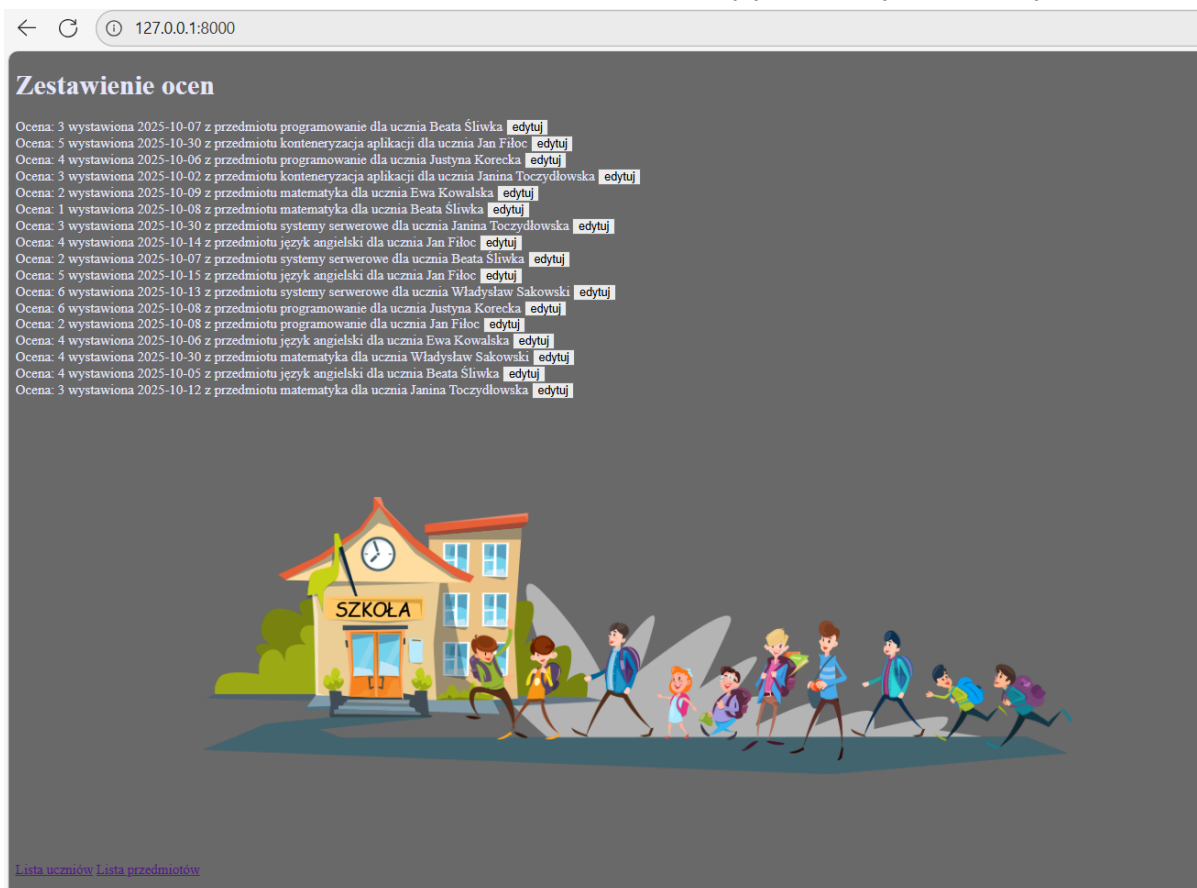 127.0.0.1:8000
Zestawienie ocen
Ocena: 3 wystawiona 2025-10-07 z przedmiotu programowanie dla ucznia Beata Śliwka edytuj
Ocena: 5 wystawiona 2025-10-30 z przedmiotu konteneryzacja aplikacji dla ucznia Jan Fiłoc edytuj
Ocena: 4 wystawiona 2025-10-06 z przedmiotu programowanie dla ucznia Justyna Korecka edytuj
Ocena: 3 wystawiona 2025-10-02 z przedmiotu konteneryzacja aplikacji dla ucznia Janina Toczydłowska edytuj
Ocena: 2 wystawiona 2025-10-09 z przedmiotu matematyka dla ucznia Ewa Kowalska edytuj
Ocena: 1 wystawiona 2025-10-08 z przedmiotu matematyka dla ucznia Beata Śliwka edytuj
Ocena: 3 wystawiona 2025-10-30 z przedmiotu systemy serwerowe dla ucznia Janina Toczydłowska edytuj
Ocena: 4 wystawiona 2025-10-14 z przedmiotu język angielski dla ucznia Jan Fiłoc edytuj
Ocena: 2 wystawiona 2025-10-07 z przedmiotu systemy serwerowe dla ucznia Beata Śliwka edytuj
Ocena: 5 wystawiona 2025-10-15 z przedmiotu język angielski dla ucznia Jan Fiłoc edytuj
Ocena: 6 wystawiona 2025-10-13 z przedmiotu systemy serwerowe dla ucznia Władysław Sakowski edytuj
Ocena: 6 wystawiona 2025-10-08 z przedmiotu programowanie dla ucznia Justyna Korecka edytuj
Ocena: 2 wystawiona 2025-10-08 z przedmiotu programowanie dla ucznia Jan Fiłoc edytuj
Ocena: 4 wystawiona 2025-10-06 z przedmiotu język angielski dla ucznia Ewa Kowalska edytuj
Ocena: 4 wystawiona 2025-10-30 z przedmiotu matematyka dla ucznia Władysław Sakowski edytuj
Ocena: 4 wystawiona 2025-10-05 z przedmiotu język angielski dla ucznia Beata Śliwka edytuj
Ocena: 3 wystawiona 2025-10-12 z przedmiotu matematyka dla ucznia Janina Toczydłowska edytuj
SZKOŁA
Lista uczniów Lista przedmiotów